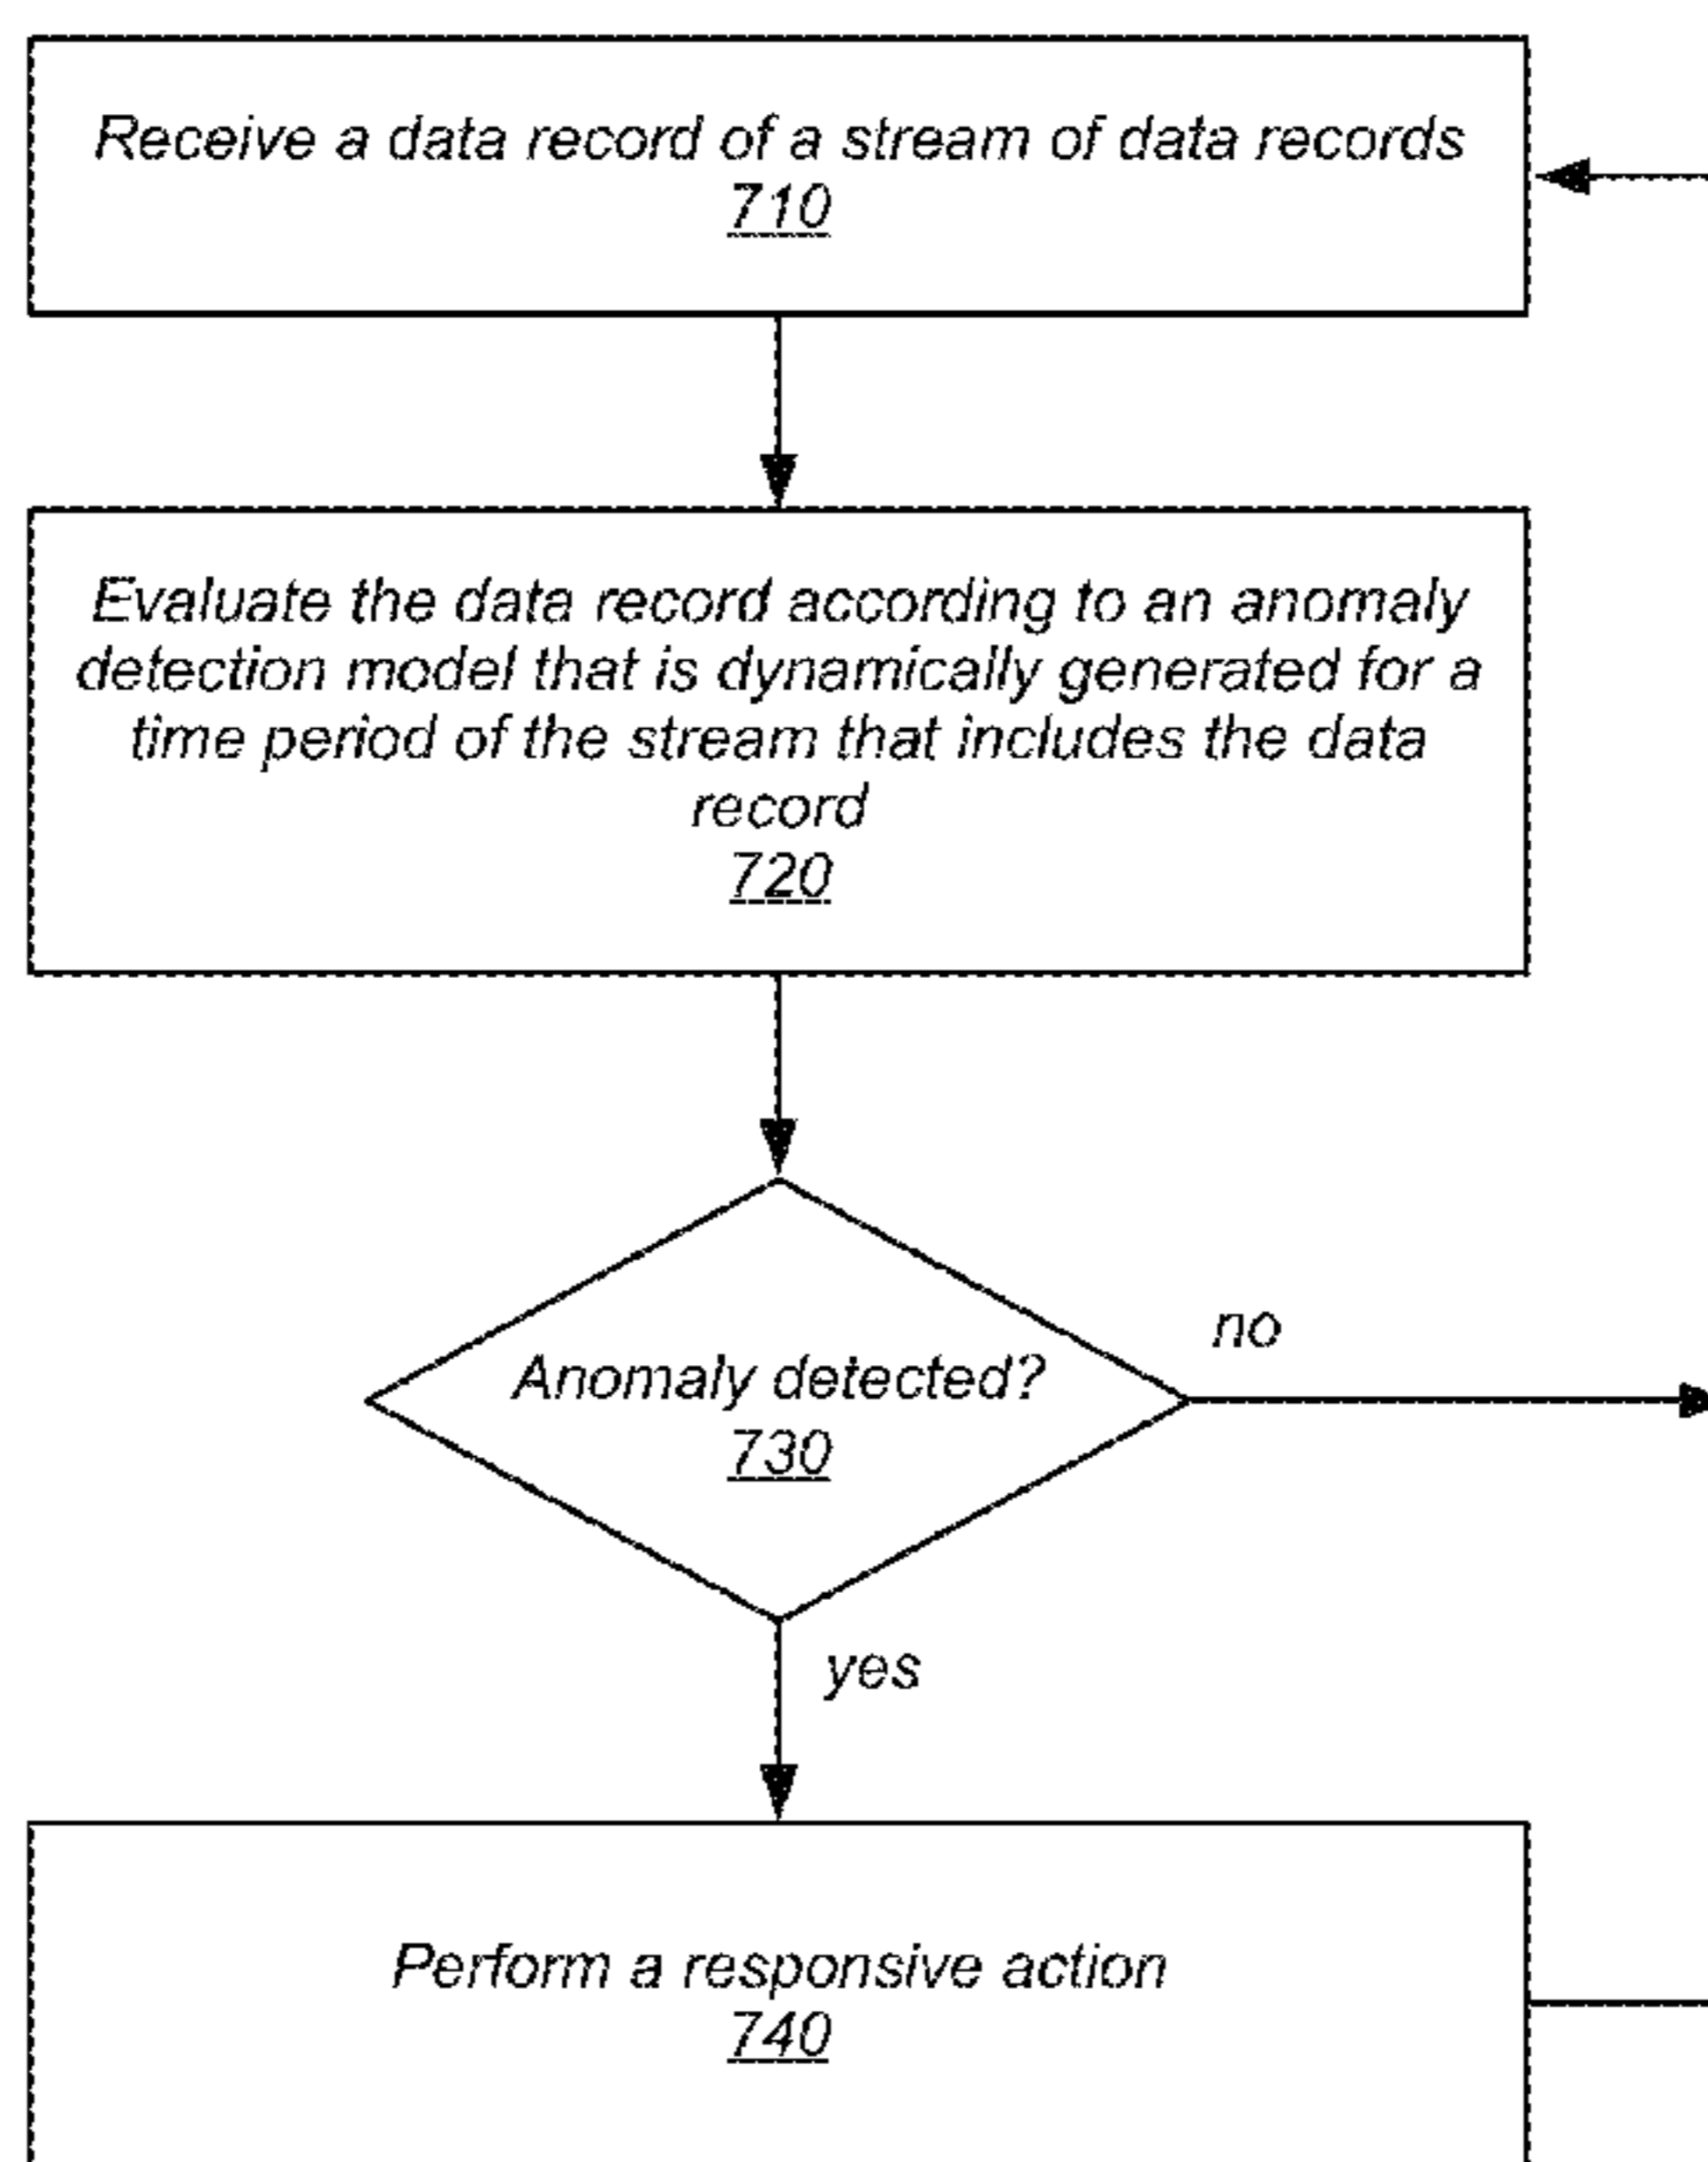 Receive a data record of a stream of data records
710
Evaluate the data record according to an anomaly
detection model that is dynamically generated for a
time period of the stream that includes the data
record
720
Anomaly detected?
730
no
yes
Perform a responsive action
740